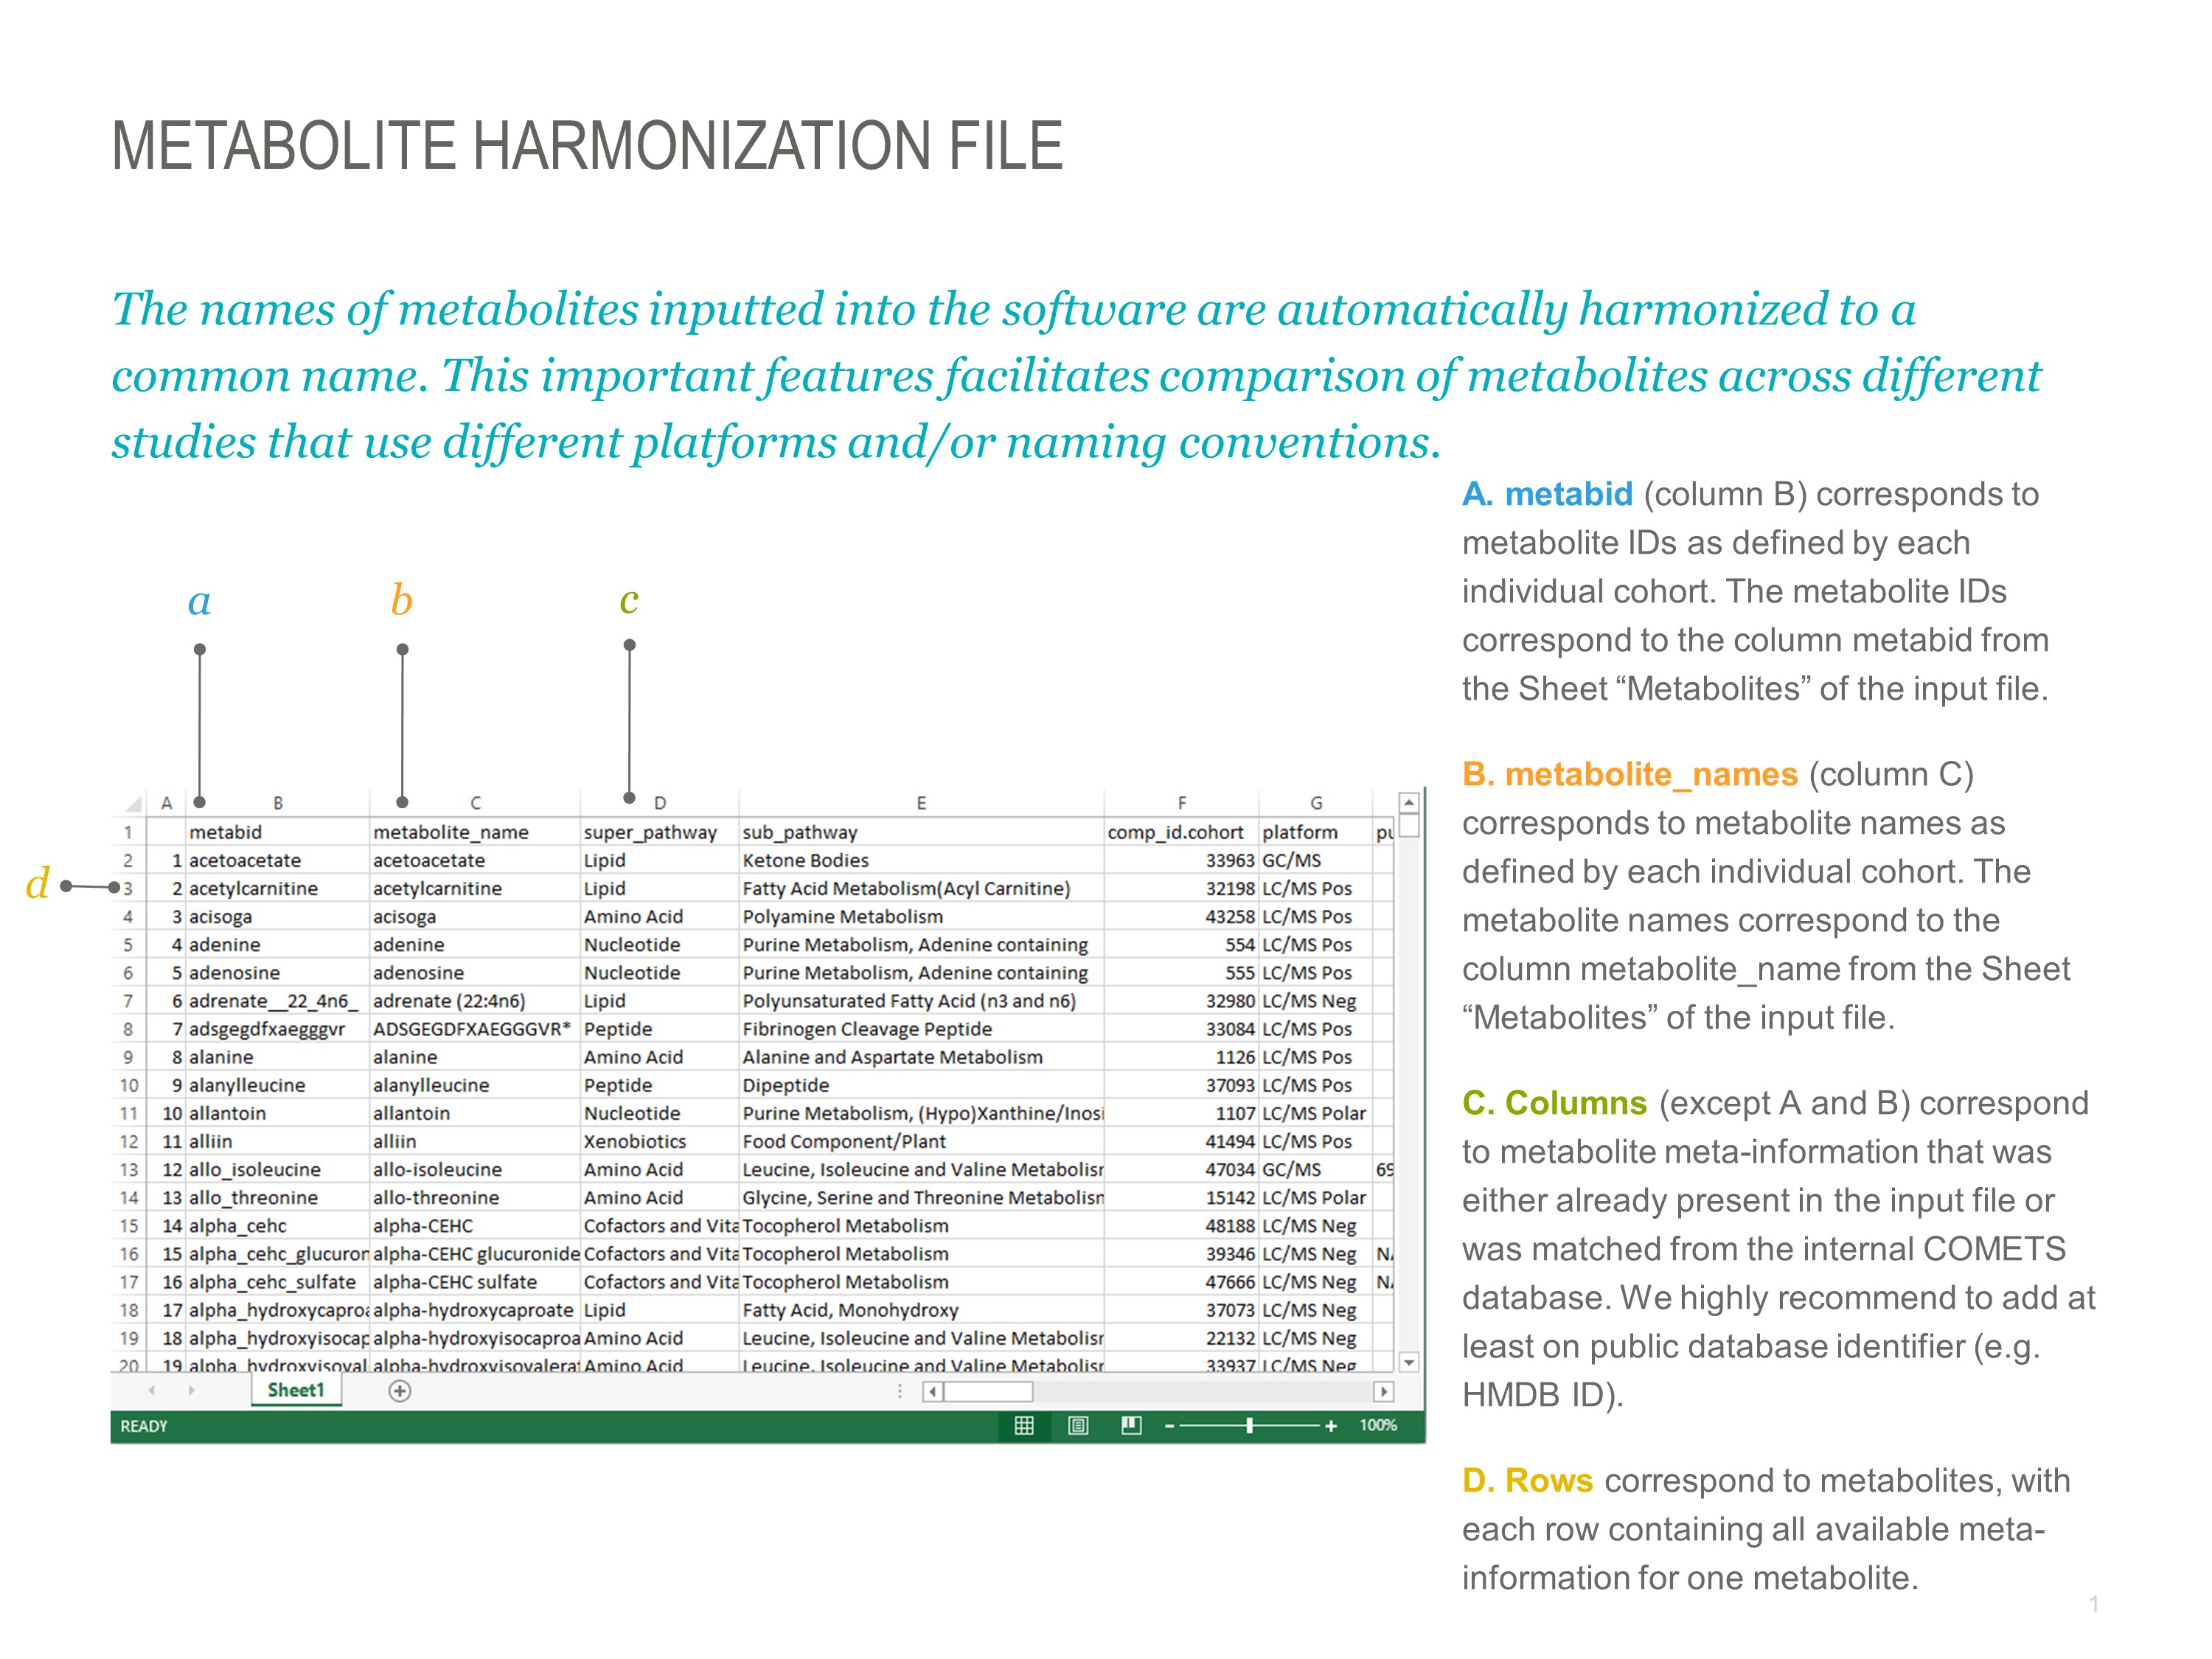 METABOLITE HARMONIZATION FILE
The names of metabolites inputted into the software are automatically harmonized to a
common name. This important features facilitates comparison of metabolites across different
studies that use different platforms and/or naming conventions.
a b c
d
A B C D E F G
1 metabid metabolite_name super_pathway sub_pathway comp_id.cohort platform
2 1 acetoacetate acetoacetate Lipid Ketone Bodies 33963 GC/MS
3 2 acetylcarnitine acetylcarnitine Lipid Fatty Acid Metabolism(Acyl Carnitine) 32198 LC/MS Pos
4 3 acisoga acisoga Amino Acid Polyamine Metabolism 43258 LC/MS Pos
5 4 adenine adenine Nucleotide Purine Metabolism, Adenine containing 554 LC/MS Pos
6 5 adenosine adenosine Nucleotide Purine Metabolism, Adenine containing 555 LC/MS Pos
7 6 adrenate__22_4n6_ adrenate (22:4n6) Lipid Polyunsaturated Fatty Acid (n3 and n6) 32980 LC/MS Neg
8 7 adsgegdfxaegggvr ADSGEGDFXAEGGGVR* Peptide Fibrinogen Cleavage Peptide 33084 LC/MS Pos
9 8 alanine alanine Amino Acid Alanine and Aspartate Metabolism 1126 LC/MS Pos
10 9 alanylleucine alanylleucine Peptide Dipeptide 37093 LC/MS Pos
11 10 allantoin allantoin Nucleotide Purine Metabolism, (Hypo)Xanthine/Inosi 1107 LC/MS Polar
12 11 alliin alliin Xenobiotics Food Component/Plant 41494 LC/MS Pos
13 12 allo_isoleucine allo-isoleucine Amino Acid Leucine, Isoleucine and Valine Metabolisr 47034 GC/MS 69
14 13 allo_threonine allo-threonine Amino Acid Glycine, Serine and Threonine Metabolisn 15142 LC/MS Polar
15 14 alpha_cehc alpha-CEHC Cofactors and Vita Tocopherol Metabolism 48188 LC/MS Neg
16 15 alpha_cehc_glucuron alpha-CEHC glucuronide Cofactors and Vita Tocopherol Metabolism 39346 LC/MS Neg
17 16 alpha_cehc_sulfate alpha-CEHC sulfate Cofactors and Vita Tocopherol Metabolism 47666 LC/MS Neg
18 17 alpha_hydroxycaproa alpha-hydroxycaproate Lipid Fatty Acid, Monohydroxy 37073 LC/MS Neg
19 18 alpha_hydroxyisocap alpha-hydroxyisocaproa Amino Acid Leucine, Isoleucine and Valine Metabolisr 22132 LC/MS Neg
20 19 alpha_hydroxyisoval alpha-hydroxyisovalerat Amino Acid Leucine, Isoleucine and Valine Metabolisr 33937 LC/MS Neg
Sheet1
READY 100%
A. metabid (column B) corresponds to
metabolite IDs as defined by each
individual cohort. The metabolite IDs
correspond to the column metabid from
the Sheet “Metabolites” of the input file.
B. metabolite_names (column C)
corresponds to metabolite names as
defined by each individual cohort. The
metabolite names correspond to the
column metabolite_name from the Sheet
“Metabolites” of the input file.
C. Columns (except A and B) correspond
to metabolite meta-information that was
either already present in the input file or
was matched from the internal COMETS
database. We highly recommend to add at
least on public database identifier (e.g.
HMDB ID).
D. Rows correspond to metabolites, with
each row containing all available meta-
information for one metabolite.
1